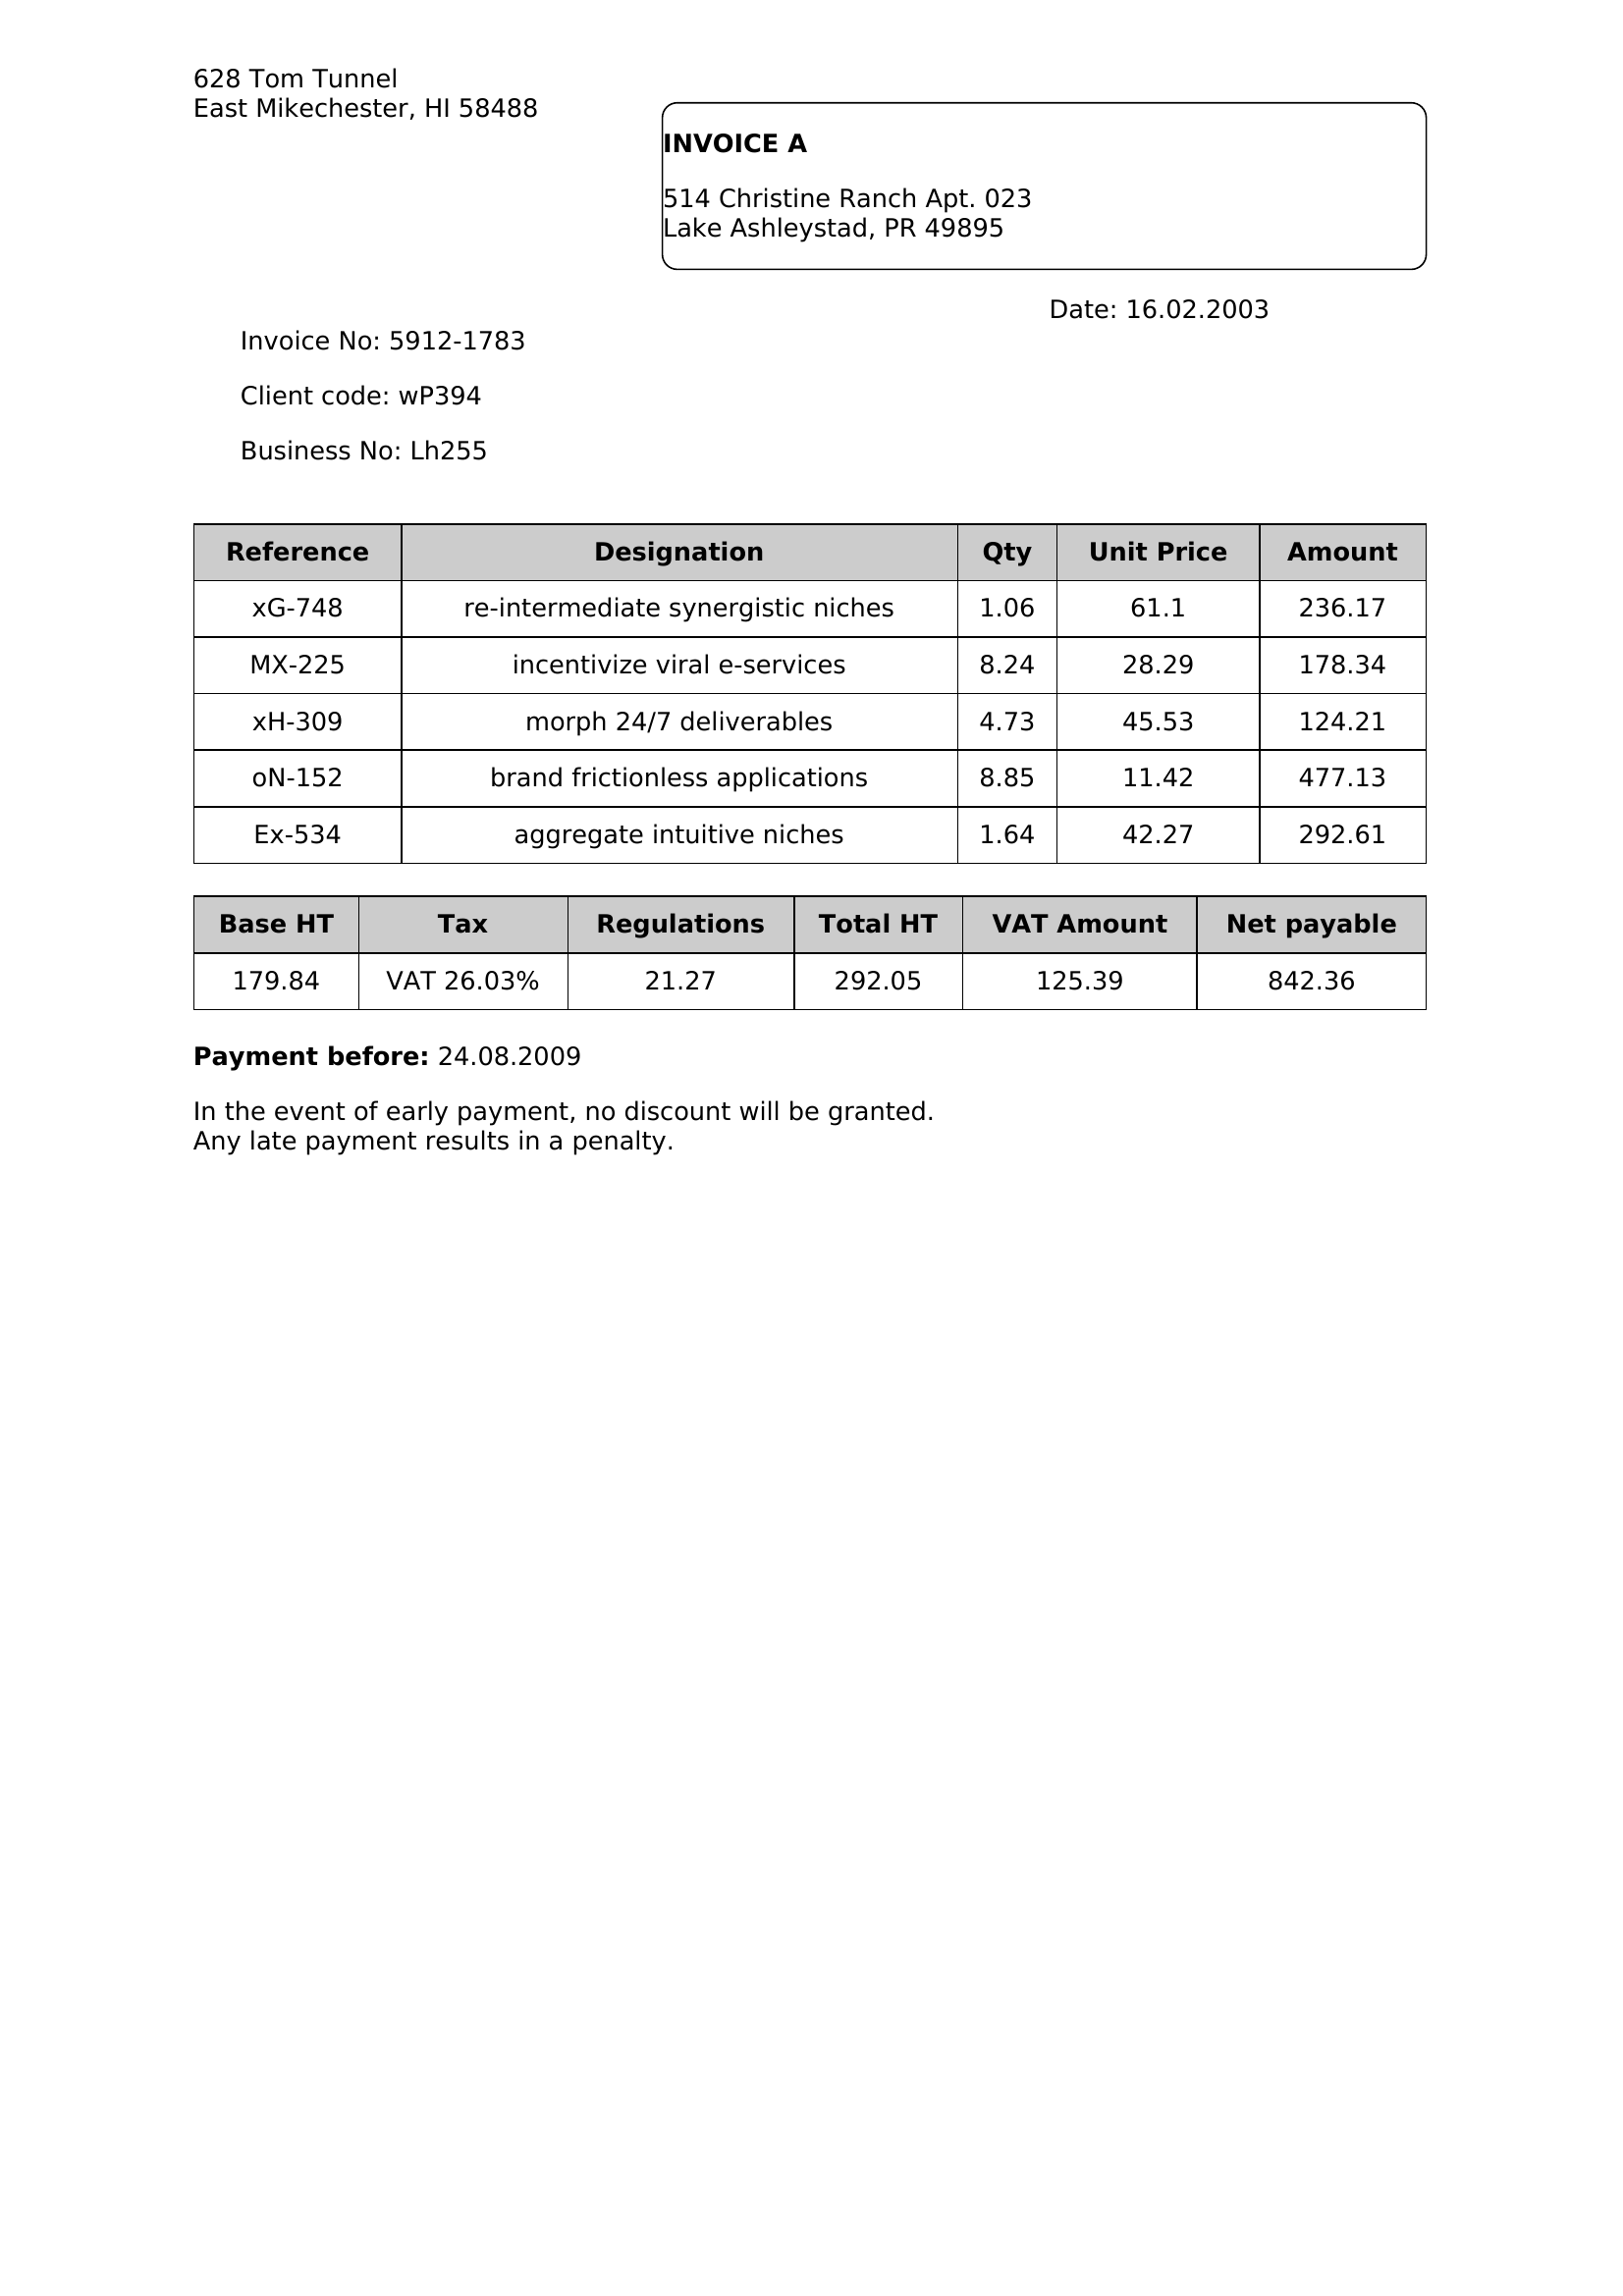 628 Tom Tunnel
East Mikechester, HI 58488
INVOICE A
514 Christine Ranch Apt. 023
Lake Ashleystad, PR 49895
Date: 16.02.2003
Invoice No: 5912-1783
Client code: wP394
Business No: Lh255
Reference Designation Qty Unit Price Amount
xG-748 re-intermediate synergistic niches 1.06 61.1 236.17
MX-225 incentivize viral e-services 8.24 28.29 178.34
xH-309 morph 24/7 deliverables 4.73 45.53 124.21
oN-152 brand frictionless applications 8.85 11.42 477.13
Ex-534 aggregate intuitive niches 1.64 42.27 292.61
Base HT Tax Regulations Total HT VAT Amount Net payable
179.84 VAT 26.03% 21.27 292.05 125.39 842.36
Payment before: 24.08.2009
In the event of early payment, no discount will be granted.
Any late payment results in a penalty.